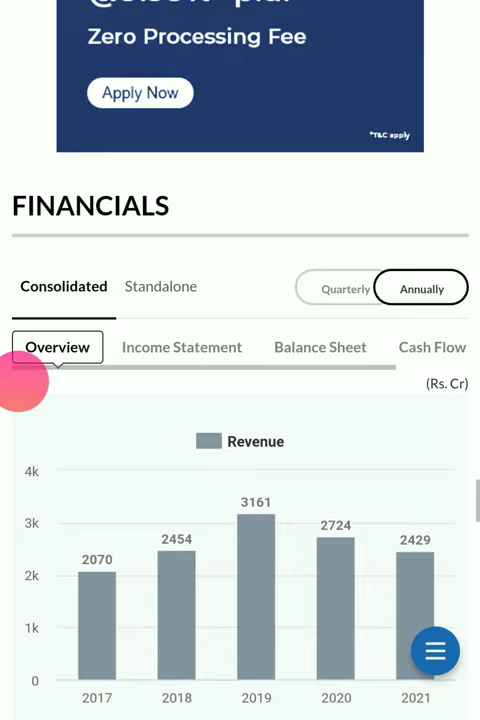 Zero Processing Fee
Apply Now
*T&C apply
FINANCIALS
Consolidated Standalone Quarterly Annually
Overview Income Statement Balance Sheet Cash Flow
(Rs. Cr)
Revenue
4k
3161
3k
2724
2454
2429
2070
2k
1k
0
2017 2018 2019 2020 2021